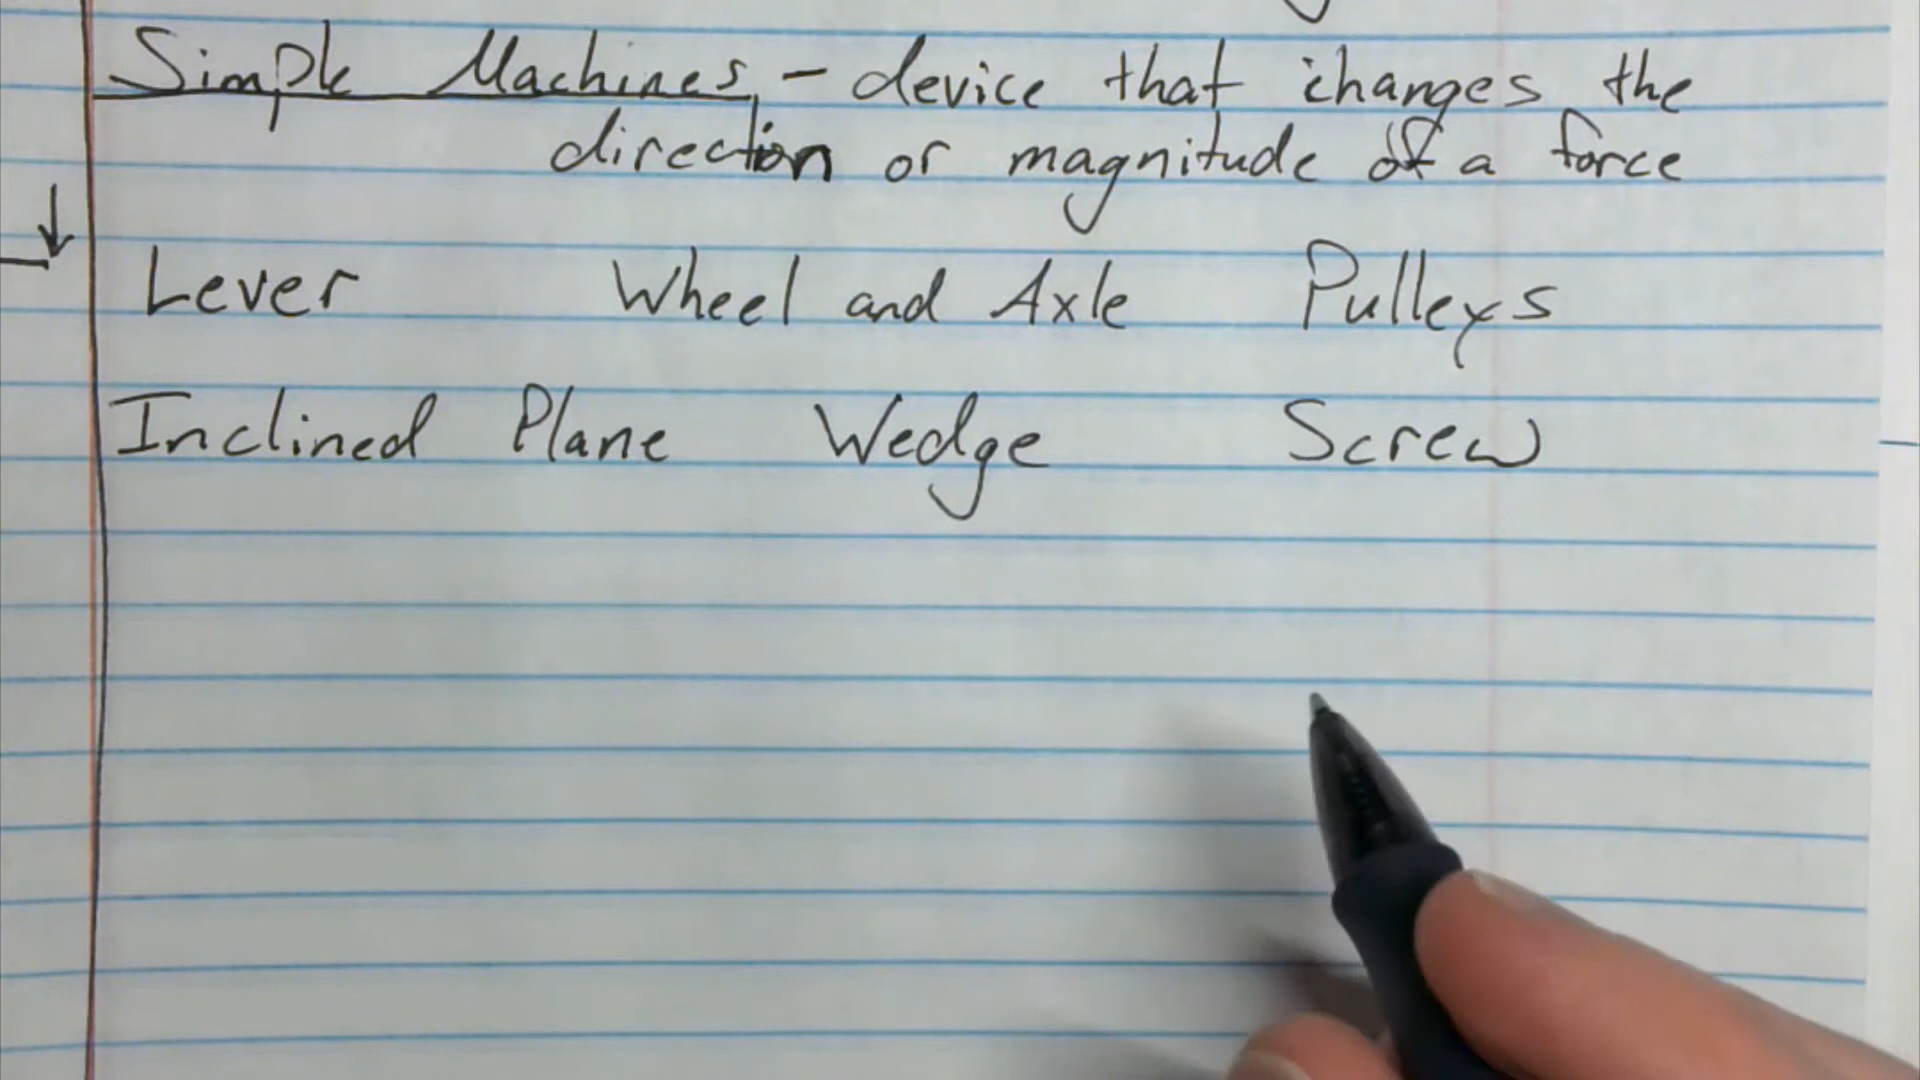 Simple Machines - device that changes the
direction or magnitude of a force
Lever Wheel and Axle Pulleys
Inclined Plane Wedge Screw